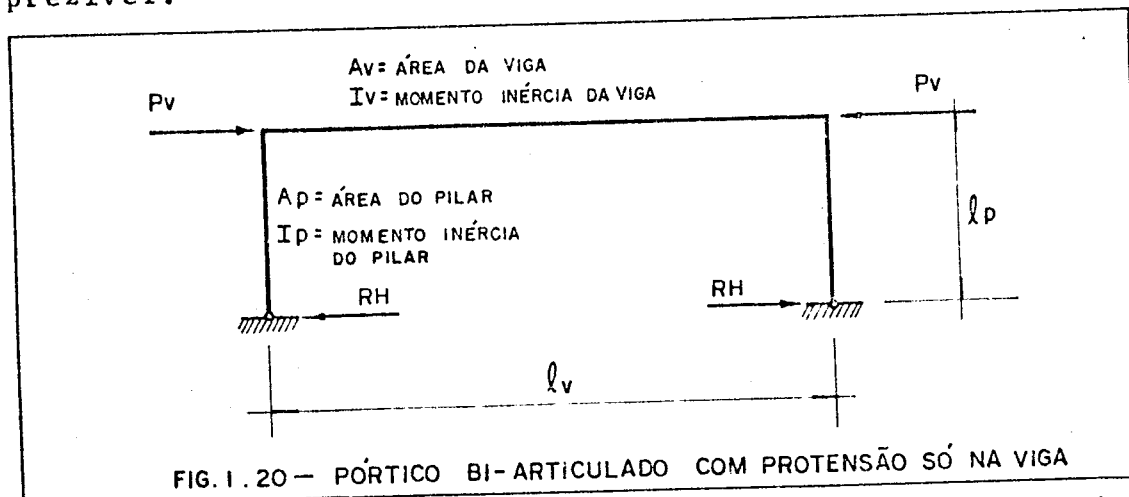 prezível.
Av= ÁREA DA VIGA
Iv= MOMENTO INÉRCIA DA VIGA
Pv
Pv
Ap= ÁREA DO PILAR
Ip= MOMENTO INÉRCIA
DO PILAR
ℓp
RH
RH
ℓv
FIG. 1.20— PÓRTICO BI-ARTICULADO COM PROTENSÃO SÓ NA VIGA